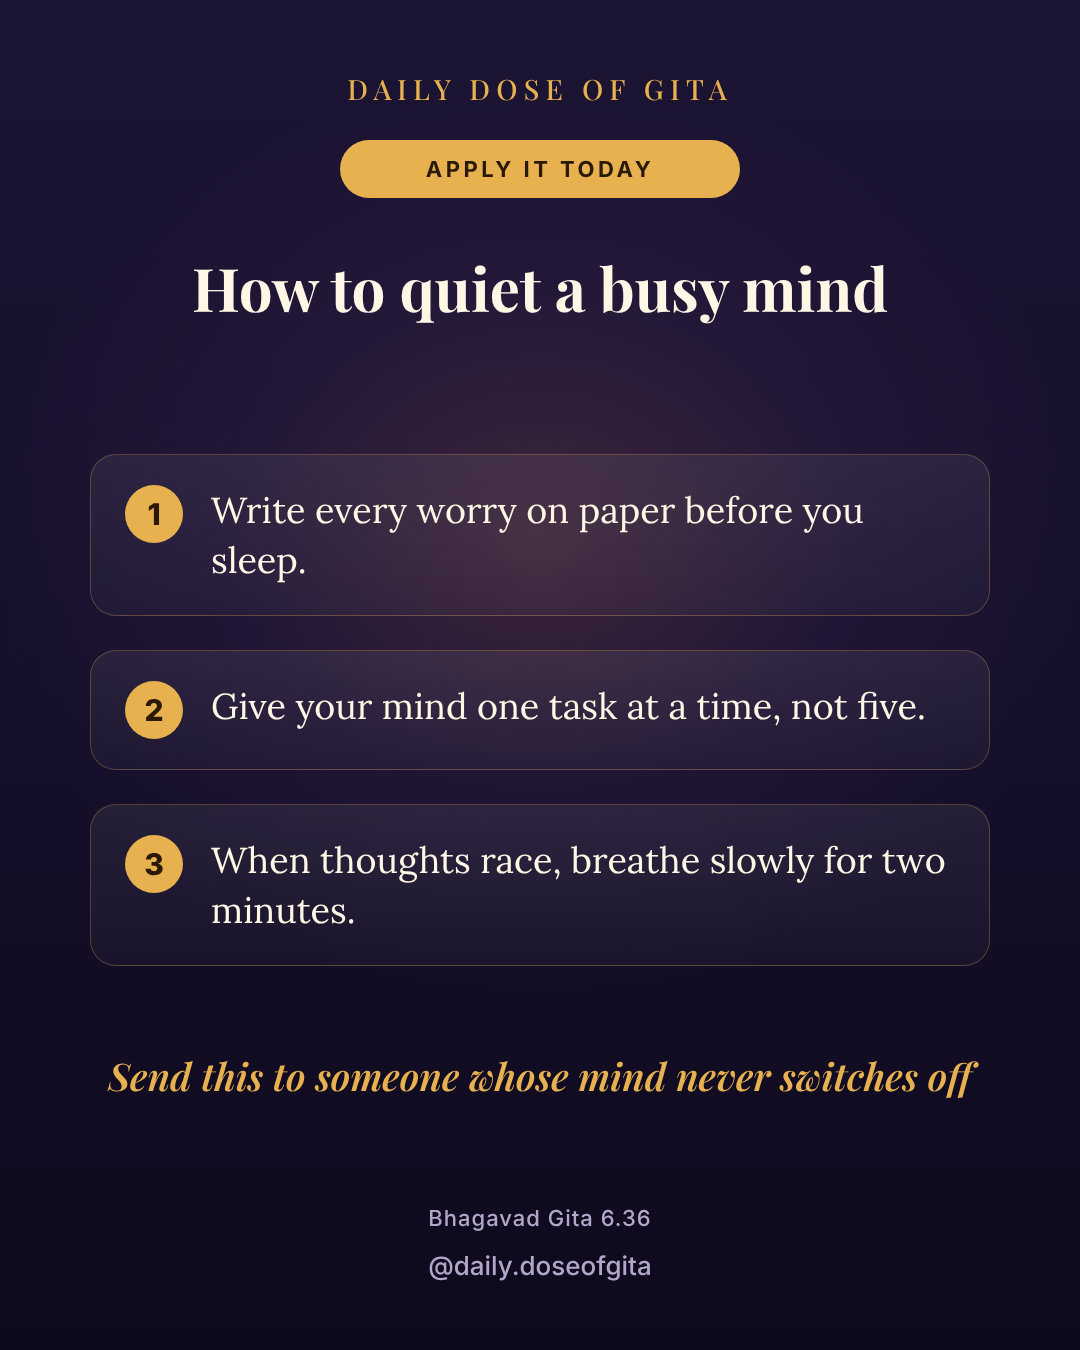 DAILY DOSE OF GITA
APPLY IT TODAY
How to quiet a busy mind
1
Write every worry on paper before you
sleep.
2
Give your mind one task at a time, not five.
3
When thoughts race, breathe slowly for two
minutes.
Send this to someone whose mind never switches off
Bhagavad Gita 6.36
@daily.doseofgita